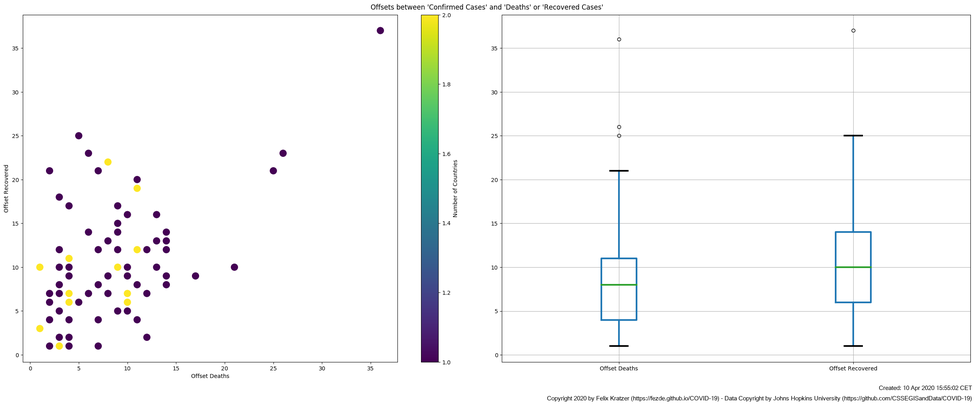 Offsets between 'Confirmed Cases' and 'Deaths' or 'Recovered Cases'
35
30
25
20
15
10
5
0
Offset Recovered
0 5 10 15 20 25 30 35
Offset Deaths
2.0
1.8
1.6
1.4
1.2
1.0
Number of Countries
35
30
25
20
15
10
5
0
Offset Deaths Offset Recovered
Created: 10 Apr 2020 15:55:02 CET
Copyright 2020 by Felix Kratzer (https://fezde.github.io/COVID-19) - Data Copyright by Johns Hopkins University (https://github.com/CSSEGISandData/COVID-19)